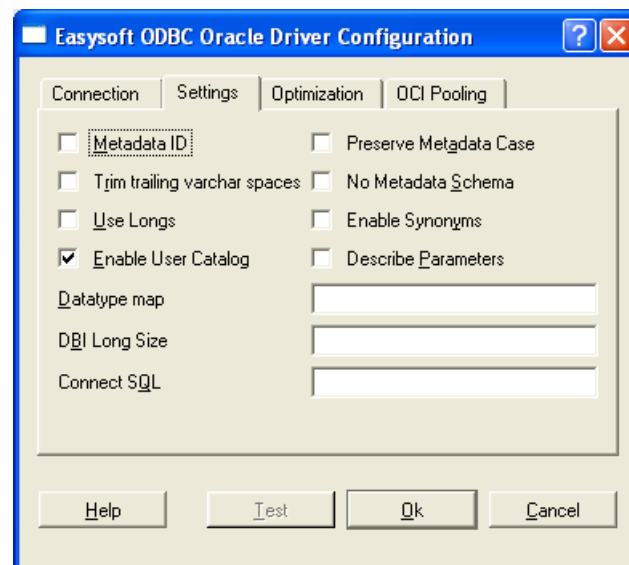 Easysoft ODBC Oracle Driver Configuration
Connection Settings Optimization OCI Pooling
Metadata ID Preserve Metadata Case
Trim trailing varchar spaces No Metadata Schema
Use Longs Enable Synonyms
Enable User Catalog Describe Parameters
Datatype map
DBI Long Size
Connect SQL
Help Test Ok Cancel